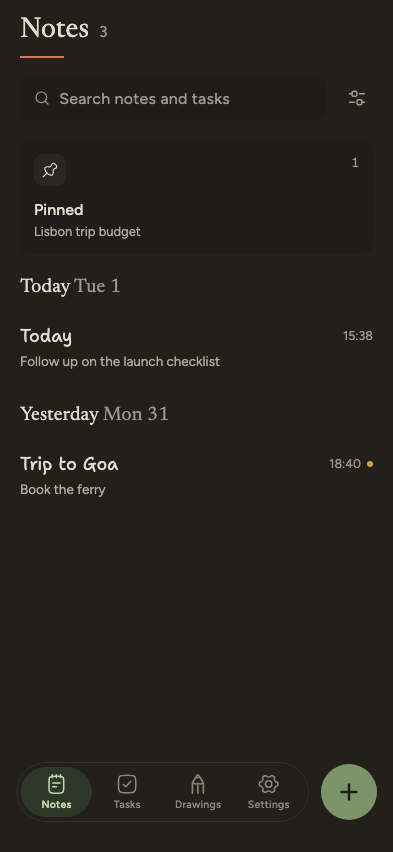 Notes 3
Search notes and tasks
1
Pinned
Lisbon trip budget
Today Tue 1
Today 15:38
Follow up on the launch checklist
Yesterday Mon 31
Trip to Goa 18:40
Book the ferry
Notes Tasks Drawings Settings